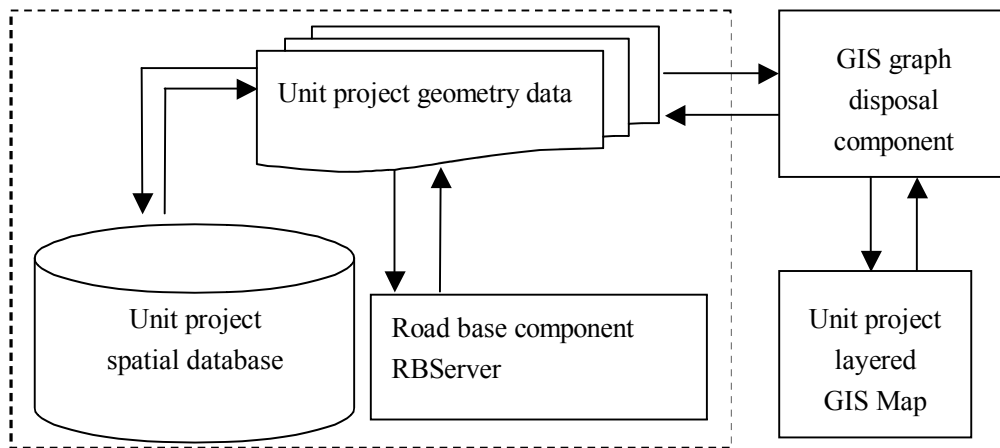 Unit project geometry data
GIS graph
disposal
component
Unit project
spatial database
Road base component
RBServer
Unit project
layered
GIS Map